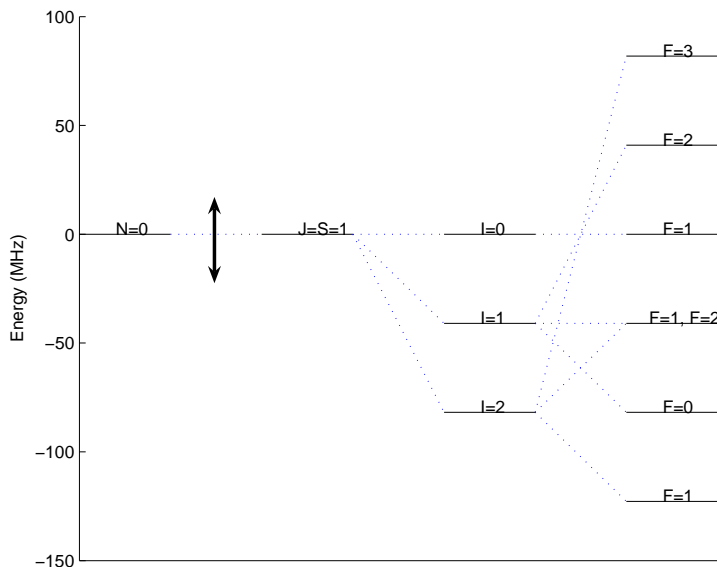 100
F=3
50
F=2
0
N=0
J=S=1
I=0
F=1
Energy (MHz)
I=1
F=1, F=2
−50
I=2
F=0
−100
F=1
−150